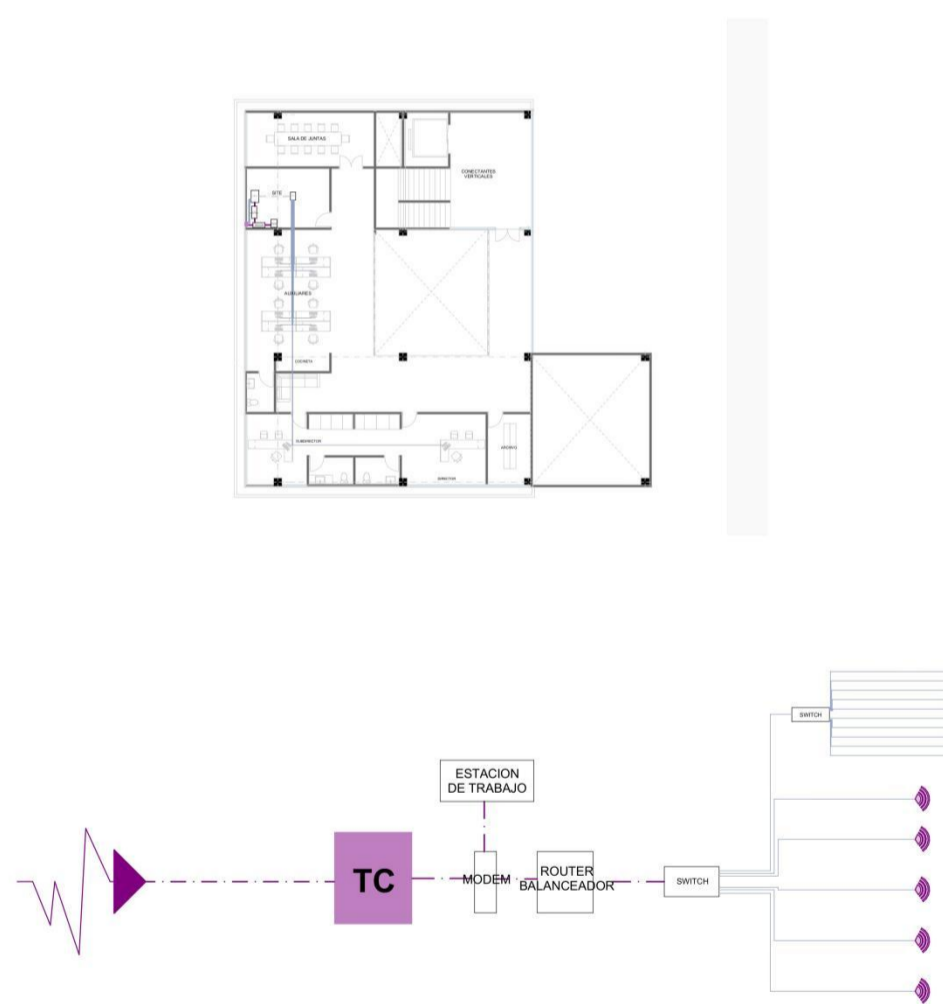 SALA DE JUNTAS
CONECTANTES
VERTICALES
SITE
AUXILIARES
COCINETA
SUBDIRECTOR
ARCHIVO
DIRECTOR
SWITCH
ESTACION
DE TRABAJO
TC
MODEM
ROUTER
BALANCEADOR
SWITCH